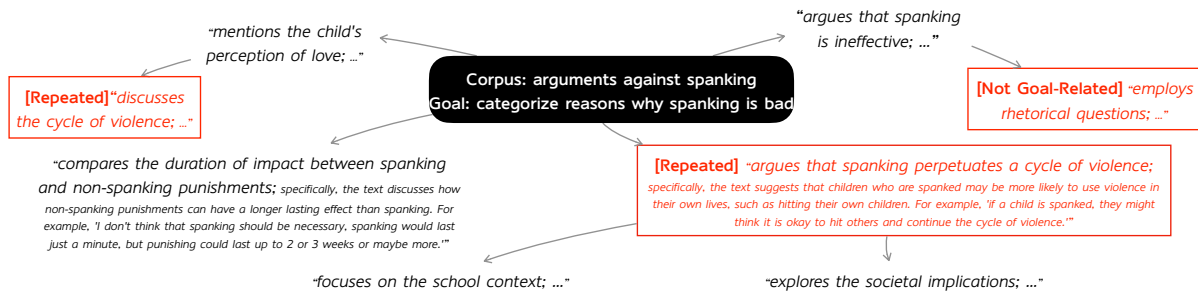 “mentions the child's
perception of love; ...”
“argues that spanking
is ineffective; ...”
Corpus: arguments against spanking
Goal: categorize reasons why spanking is bad
[Repeated]“discusses
the cycle of violence; ...”
[Not Goal-Related] “employs
rhetorical questions; ...”
“compares the duration of impact between spanking
and non-spanking punishments; specifically, the text discusses how
non-spanking punishments can have a longer lasting effect than spanking. For
example, 'I don't think that spanking should be necessary, spanking would last
just a minute, but punishing could last up to 2 or 3 weeks or maybe more.'”
[Repeated] “argues that spanking perpetuates a cycle of violence;
specifically, the text suggests that children who are spanked may be more likely to use violence in
their own lives, such as hitting their own children. For example, 'if a child is spanked, they might
think it is okay to hit others and continue the cycle of violence.'”
“focuses on the school context; ...”
“explores the societal implications; ...”